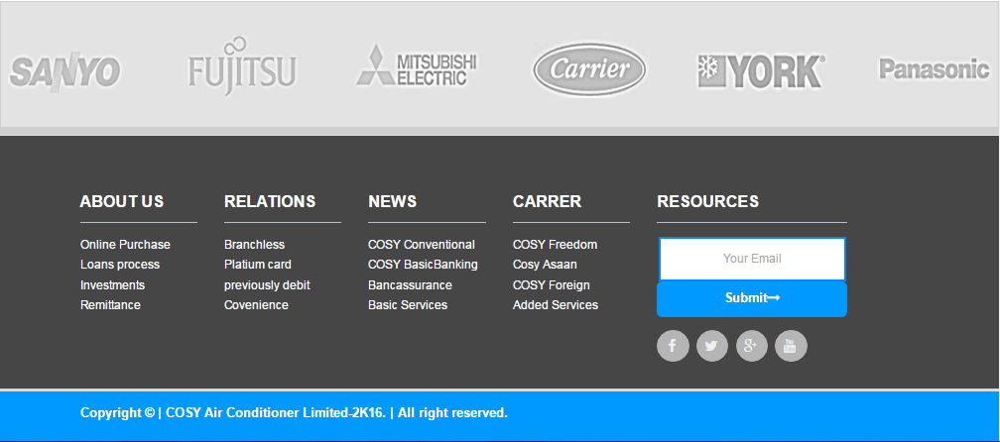 SANYO
FUJITSU
MITSUBISHI
ELECTRIC
Carrier
YORK®
Panasonic
ABOUT US
Online Purchase
Loans process
Investments
Remittance
RELATIONS
Branchless
Platium card
previously debit
Covenience
NEWS
COSY Conventional
COSY BasicBanking
Bancassurance
Basic Services
CARRER
COSY Freedom
Cosy Asaan
COSY Foreign
Added Services
RESOURCES
Your Email
Submit→
f
g+
You Tube
Copyright © | COSY Air Conditioner Limited-2K16. | All right reserved.